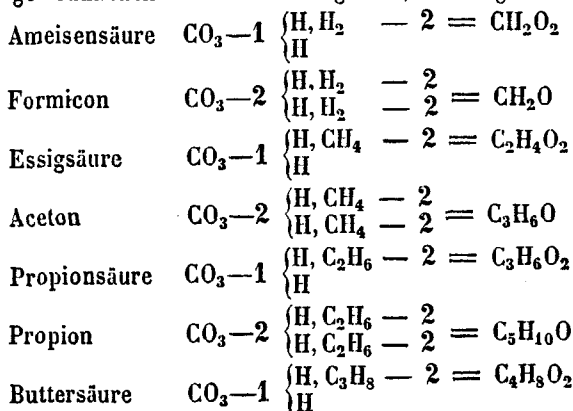 Ameisensäure CO₃—1 {H, H₂ — 2 = CH₂O₂
{H
Formicon CO₃—2 {H, H₂ — 2
{H, H₂ — 2 = CH₂O
Essigsäure CO₃—1 {H, CH₄ — 2 = C₂H₄O₂
{H
Aceton CO₃—2 {H, CH₄ — 2
{H, CH₄ — 2 = C₃H₆O
Propionsäure CO₃—1 {H, C₂H₆ — 2 = C₃H₆O₂
{H
Propion CO₃—2 {H, C₂H₆ — 2
{H, C₂H₆ — 2 = C₅H₁₀O
Buttersäure CO₃—1 {H, C₃H₈ — 2 = C₄H₈O₂
{H